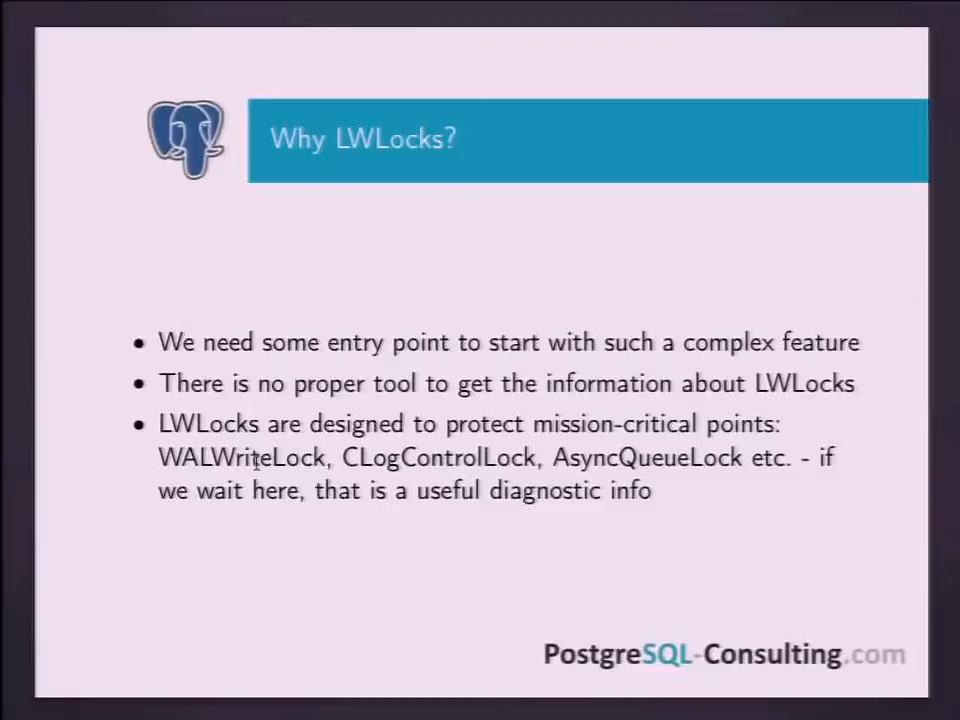 Why LWLocks?
• We need some entry point to start with such a complex feature
• There is no proper tool to get the information about LWLocks
• LWLocks are designed to protect mission-critical points:
WALWriteLock, CLogControlLock, AsyncQueueLock etc. - if
we wait here, that is a useful diagnostic info
PostgreSQL-Consulting.com